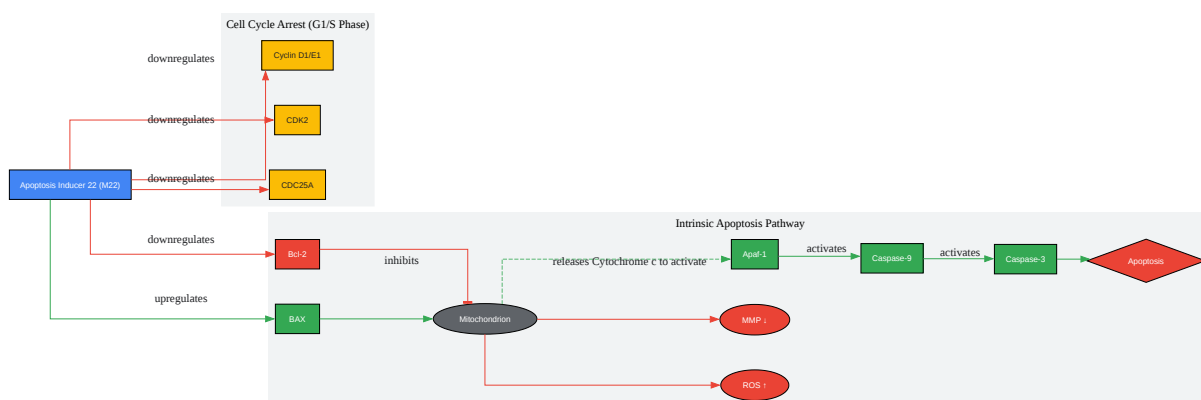 Cell Cycle Arrest (G1/S Phase)
downregulates
Cyclin D1/E1
downregulates
CDK2
Apoptosis Inducer 22 (M22)
downregulates
CDC25A
Intrinsic Apoptosis Pathway
downregulates
Bcl-2
inhibits
releases Cytochrome c to activate
Apaf-1
activates
Caspase-9
activates
Caspase-3
Apoptosis
upregulates
BAX
Mitochondrion
MMP ↓
ROS ↑